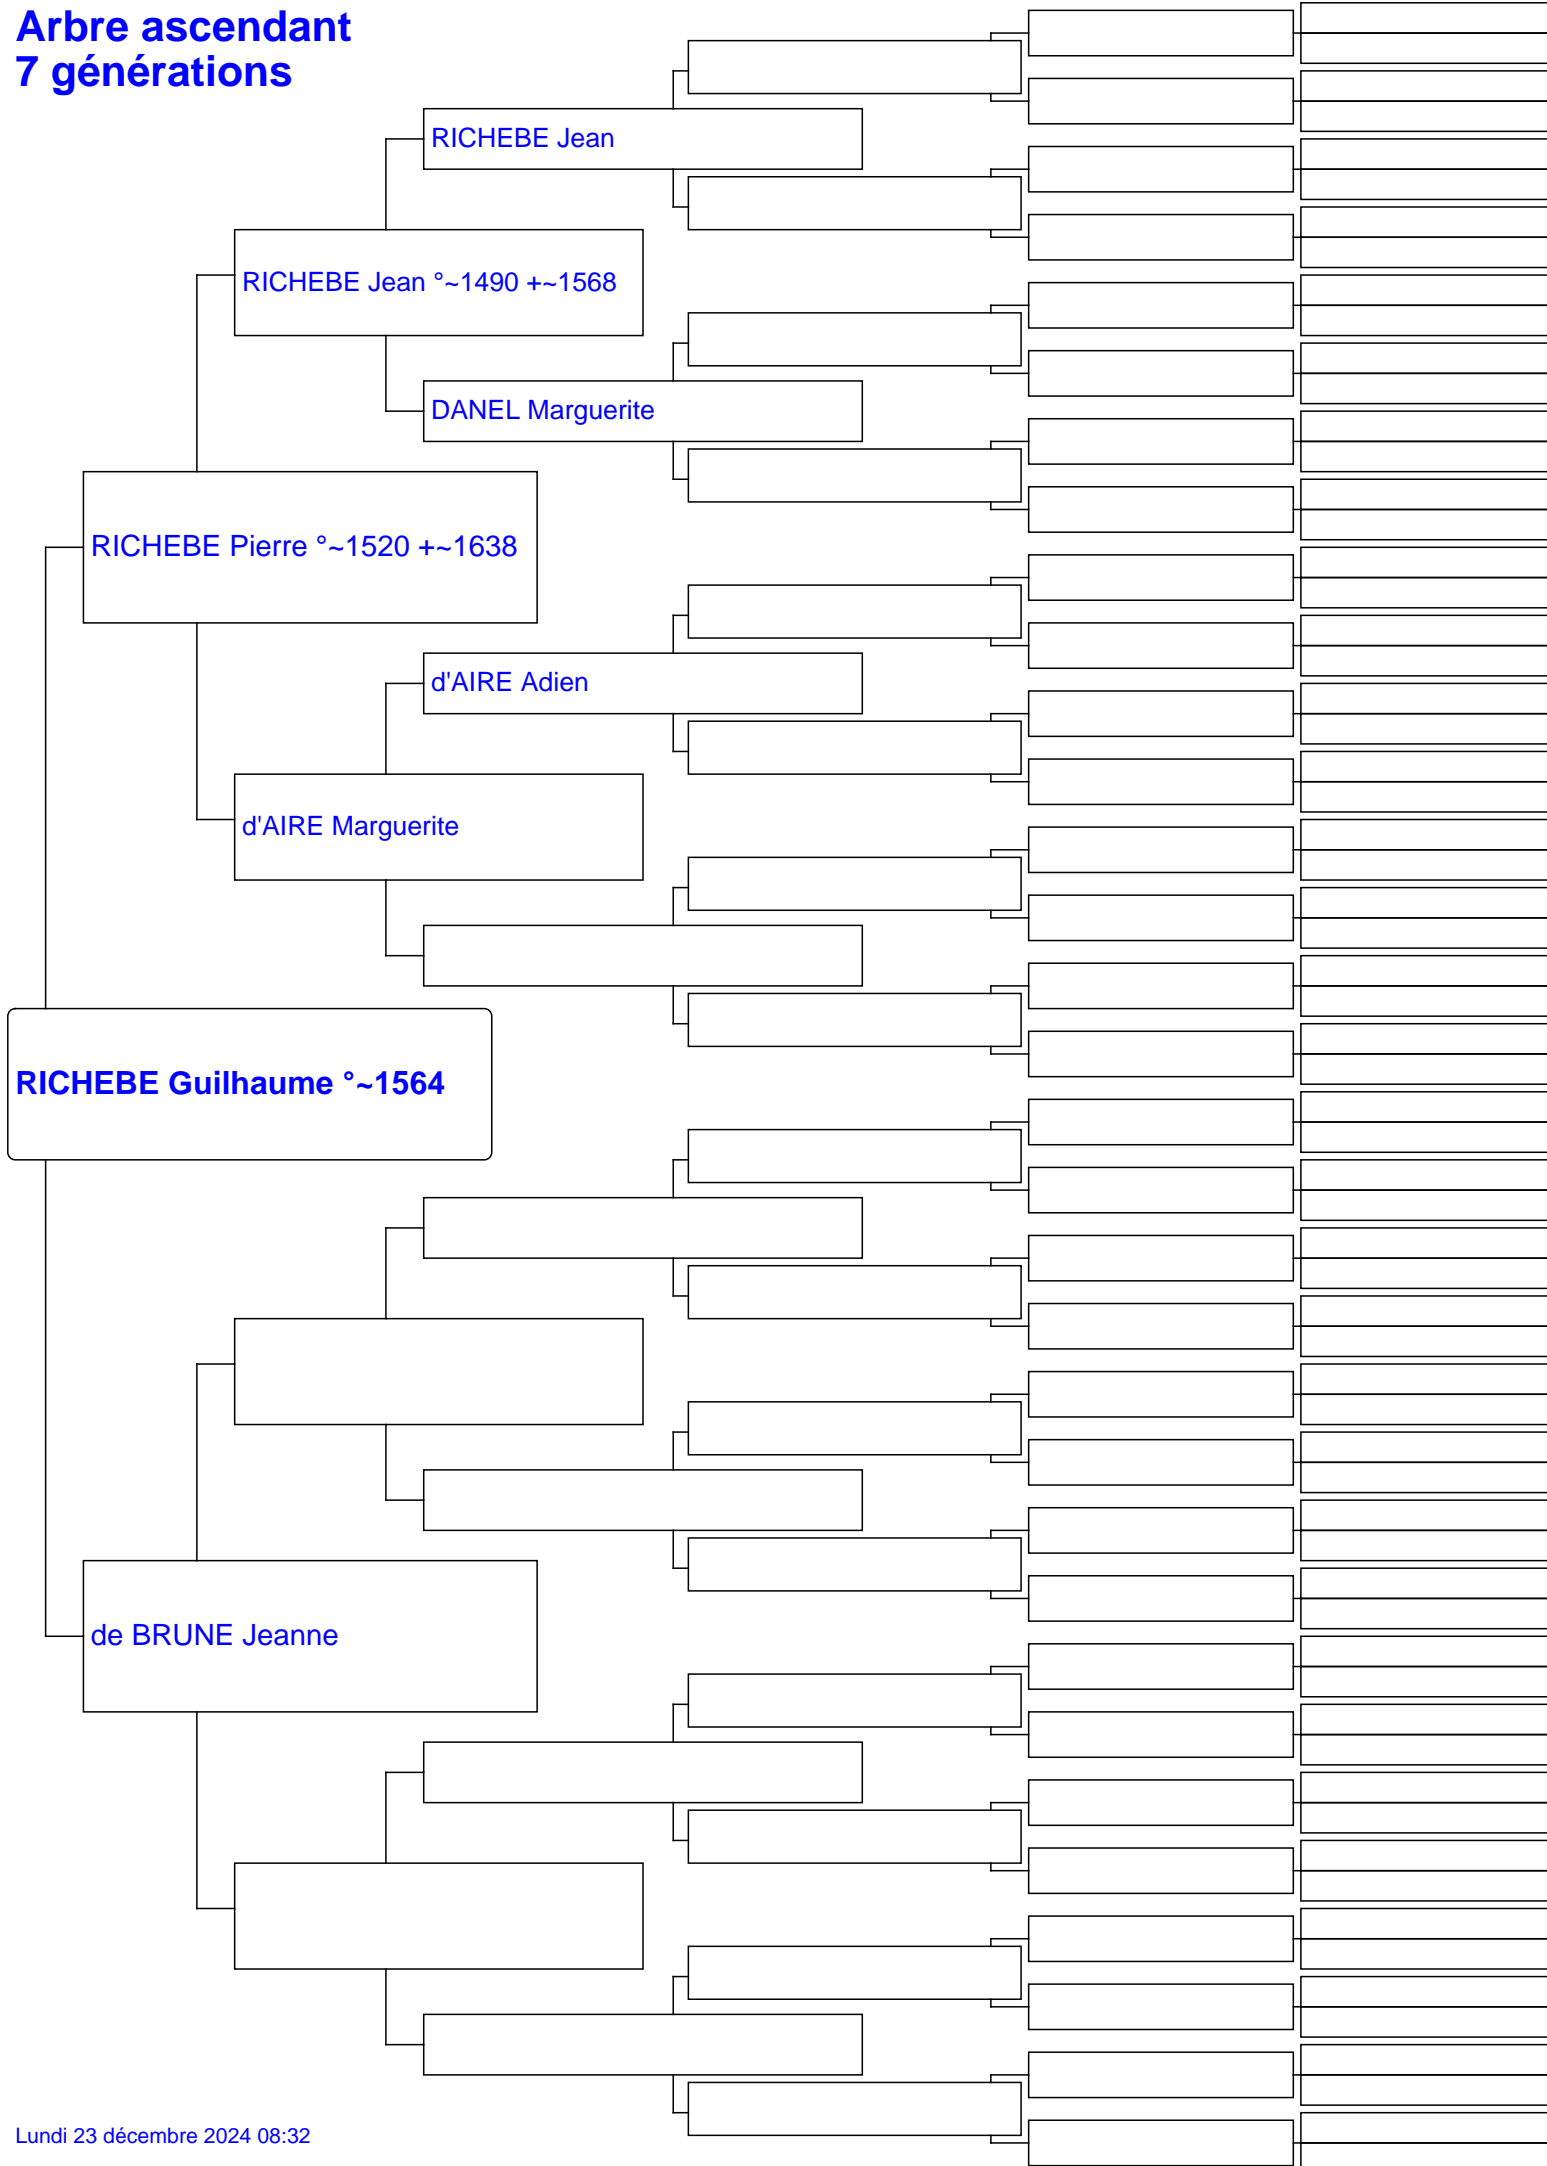 Arbre ascendant
7 générations
RICHEBE Jean
RICHEBE Jean °~1490 +~1568
DANEL Marguerite
RICHEBE Pierre °~1520 +~1638
d'AIRE Adien
d'AIRE Marguerite
RICHEBE Guilhaume °~1564
de BRUNE Jeanne
Lundi 23 décembre 2024 08:32